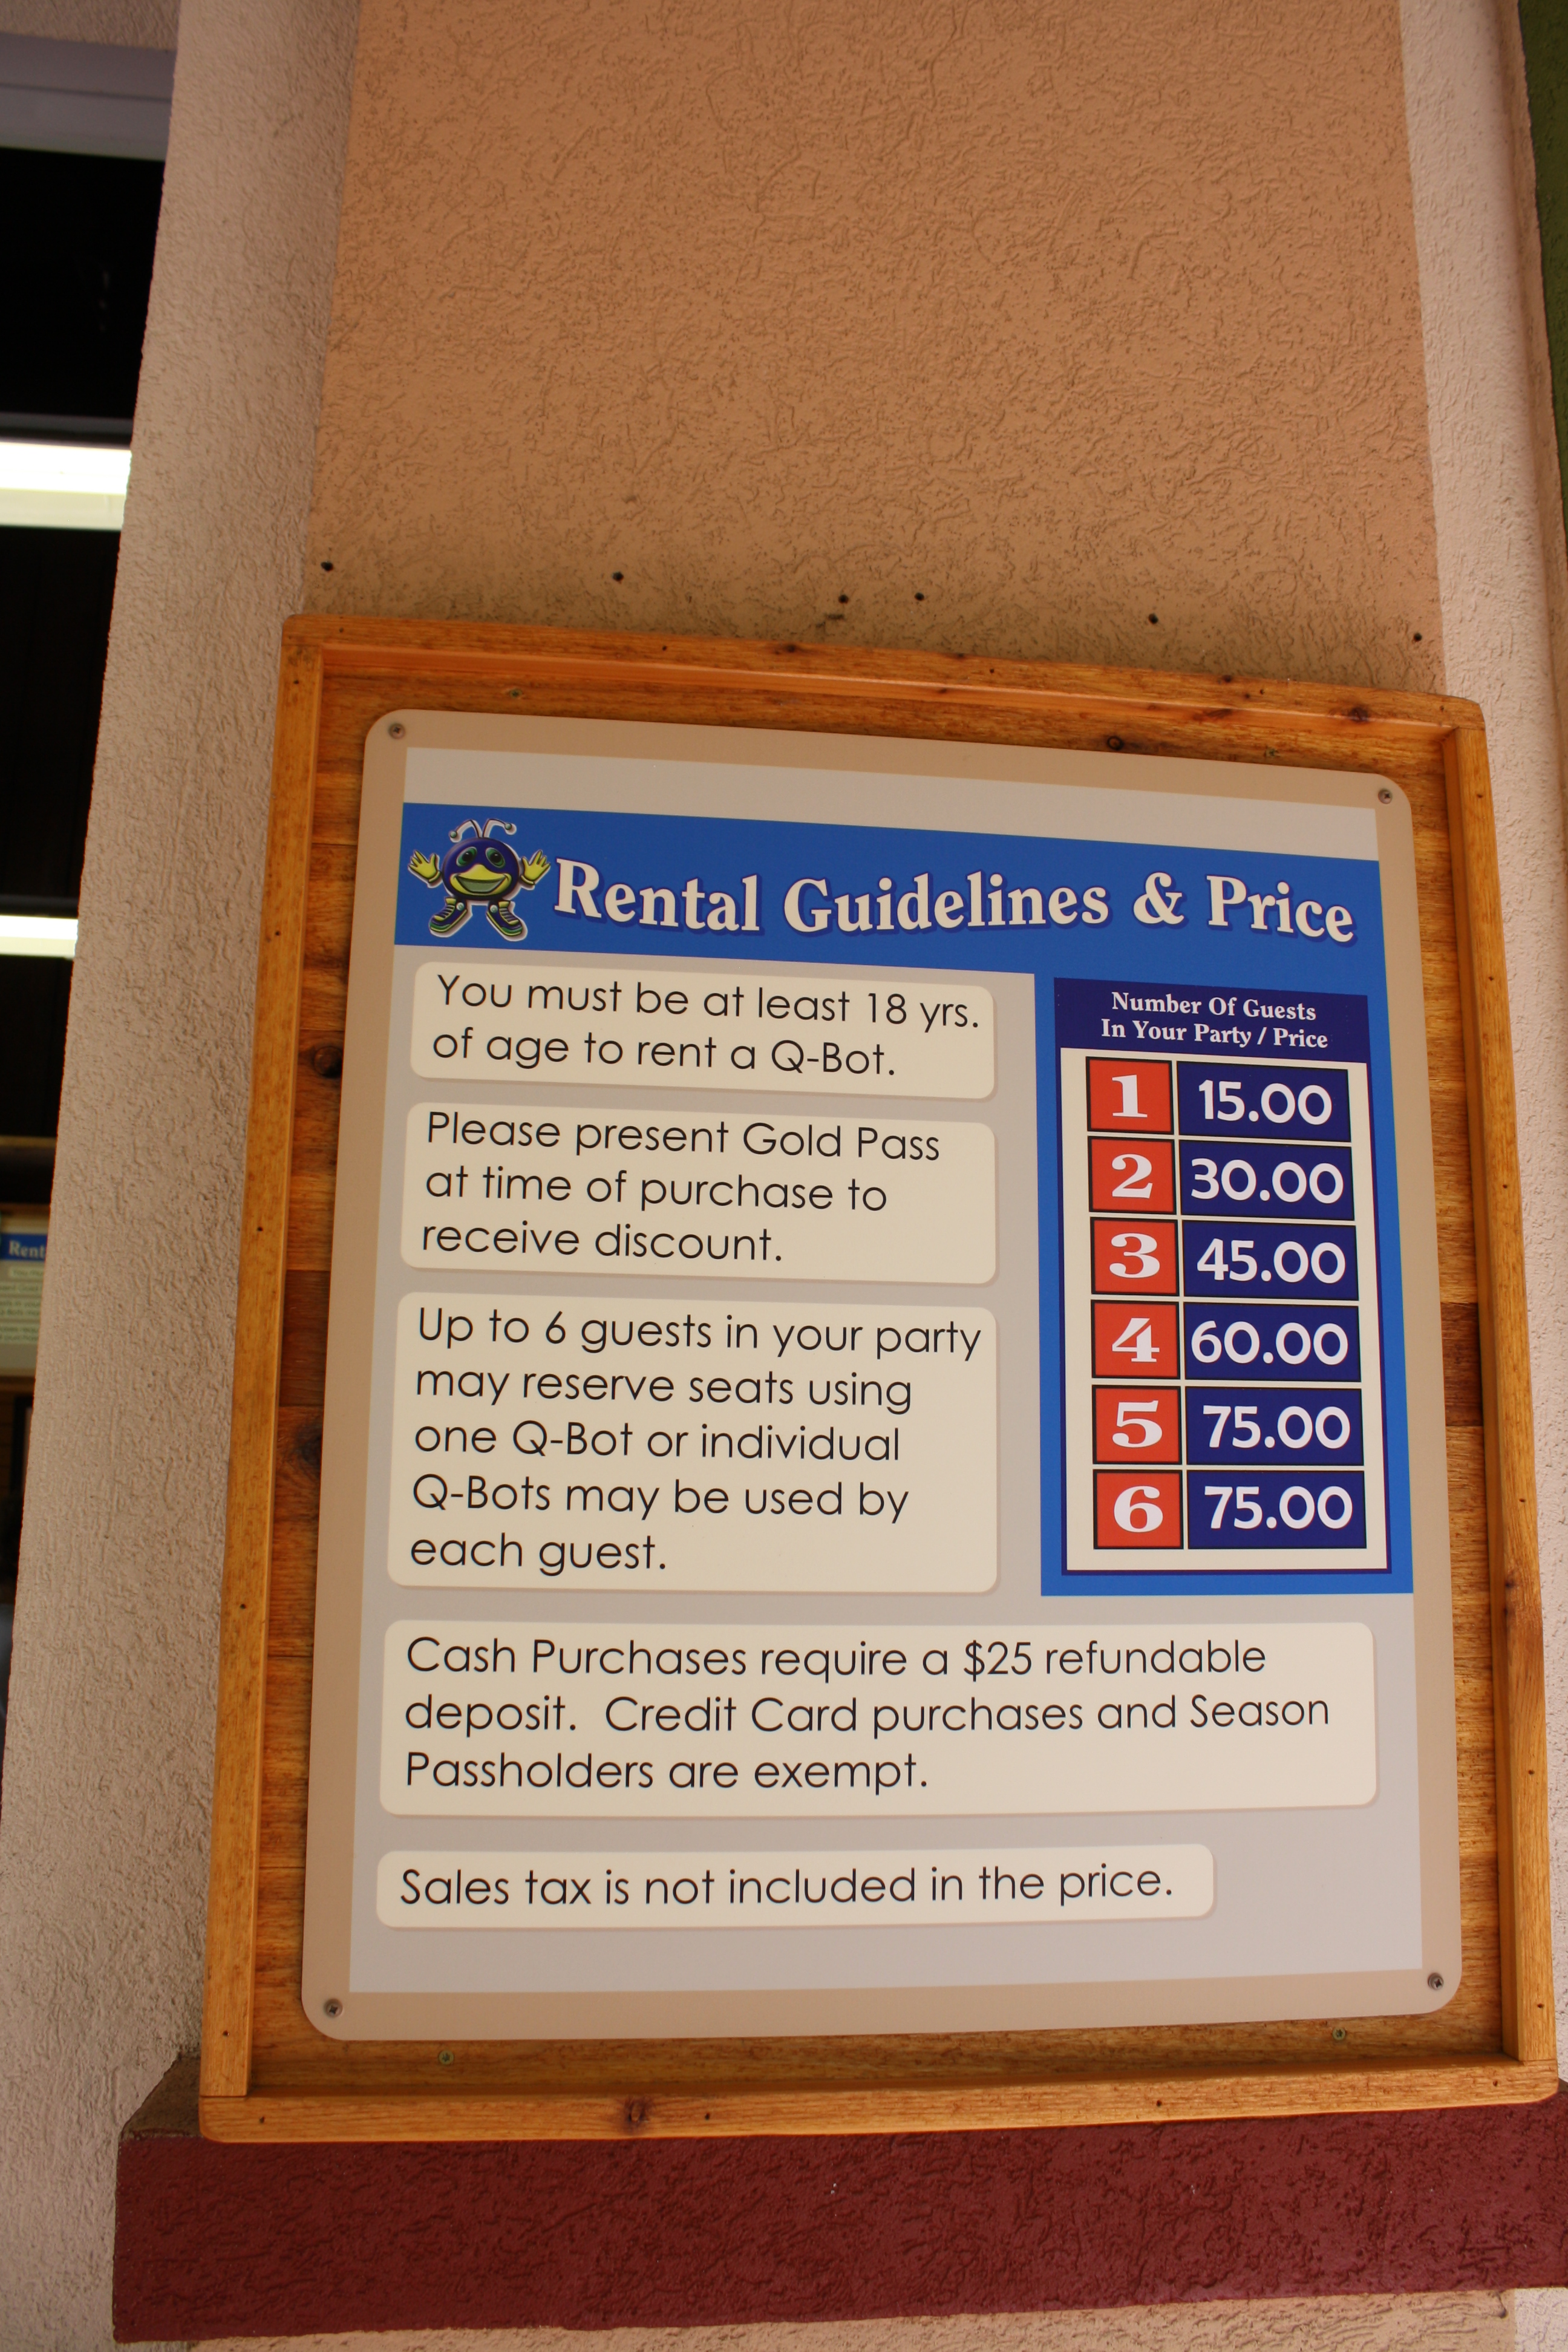 Rental Guidelines & Price
You must be at least 18 yrs.
of age to rent a Q-Bot.
Please present Gold Pass
at time of purchase to
receive discount.
Up to 6 guests in your party
may reserve seats using
one Q-Bot or individual
Q-Bots may be used by
each guest.
Number Of Guests
In Your Party / Price
1 15.00
2 30.00
3 45.00
4 60.00
5 75.00
6 75.00
Cash Purchases require a $25 refundable
deposit. Credit Card purchases and Season
Passholders are exempt.
Sales tax is not included in the price.
Rent